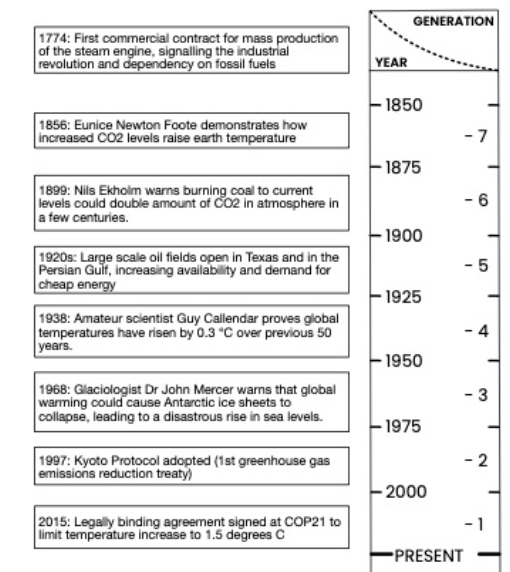 1774: First commercial contract for mass production
of the steam engine, signalling the industrial
revolution and dependency on fossil fuels
1856: Eunice Newton Foote demonstrates how
increased CO2 levels raise earth temperature
1899: Nils Ekholm warns burning coal to current
levels could double amount of CO2 in atmosphere in
a few centuries.
1920s: Large scale oil fields open in Texas and in the
Persian Gulf, increasing availability and demand for
cheap energy
1938: Amateur scientist Guy Callendar proves global
temperatures have risen by 0.3 °C over previous 50
years.
1968: Glaciologist Dr John Mercer warns that global
warming could cause Antarctic ice sheets to
collapse, leading to a disastrous rise in sea levels.
1997: Kyoto Protocol adopted (1st greenhouse gas
emissions reduction treaty)
2015: Legally binding agreement signed at COP21 to
limit temperature increase to 1.5 degrees C
GENERATION
YEAR
1850
- 7
1875
- 6
1900
- 5
1925
- 4
1950
- 3
1975
- 2
2000
- 1
PRESENT